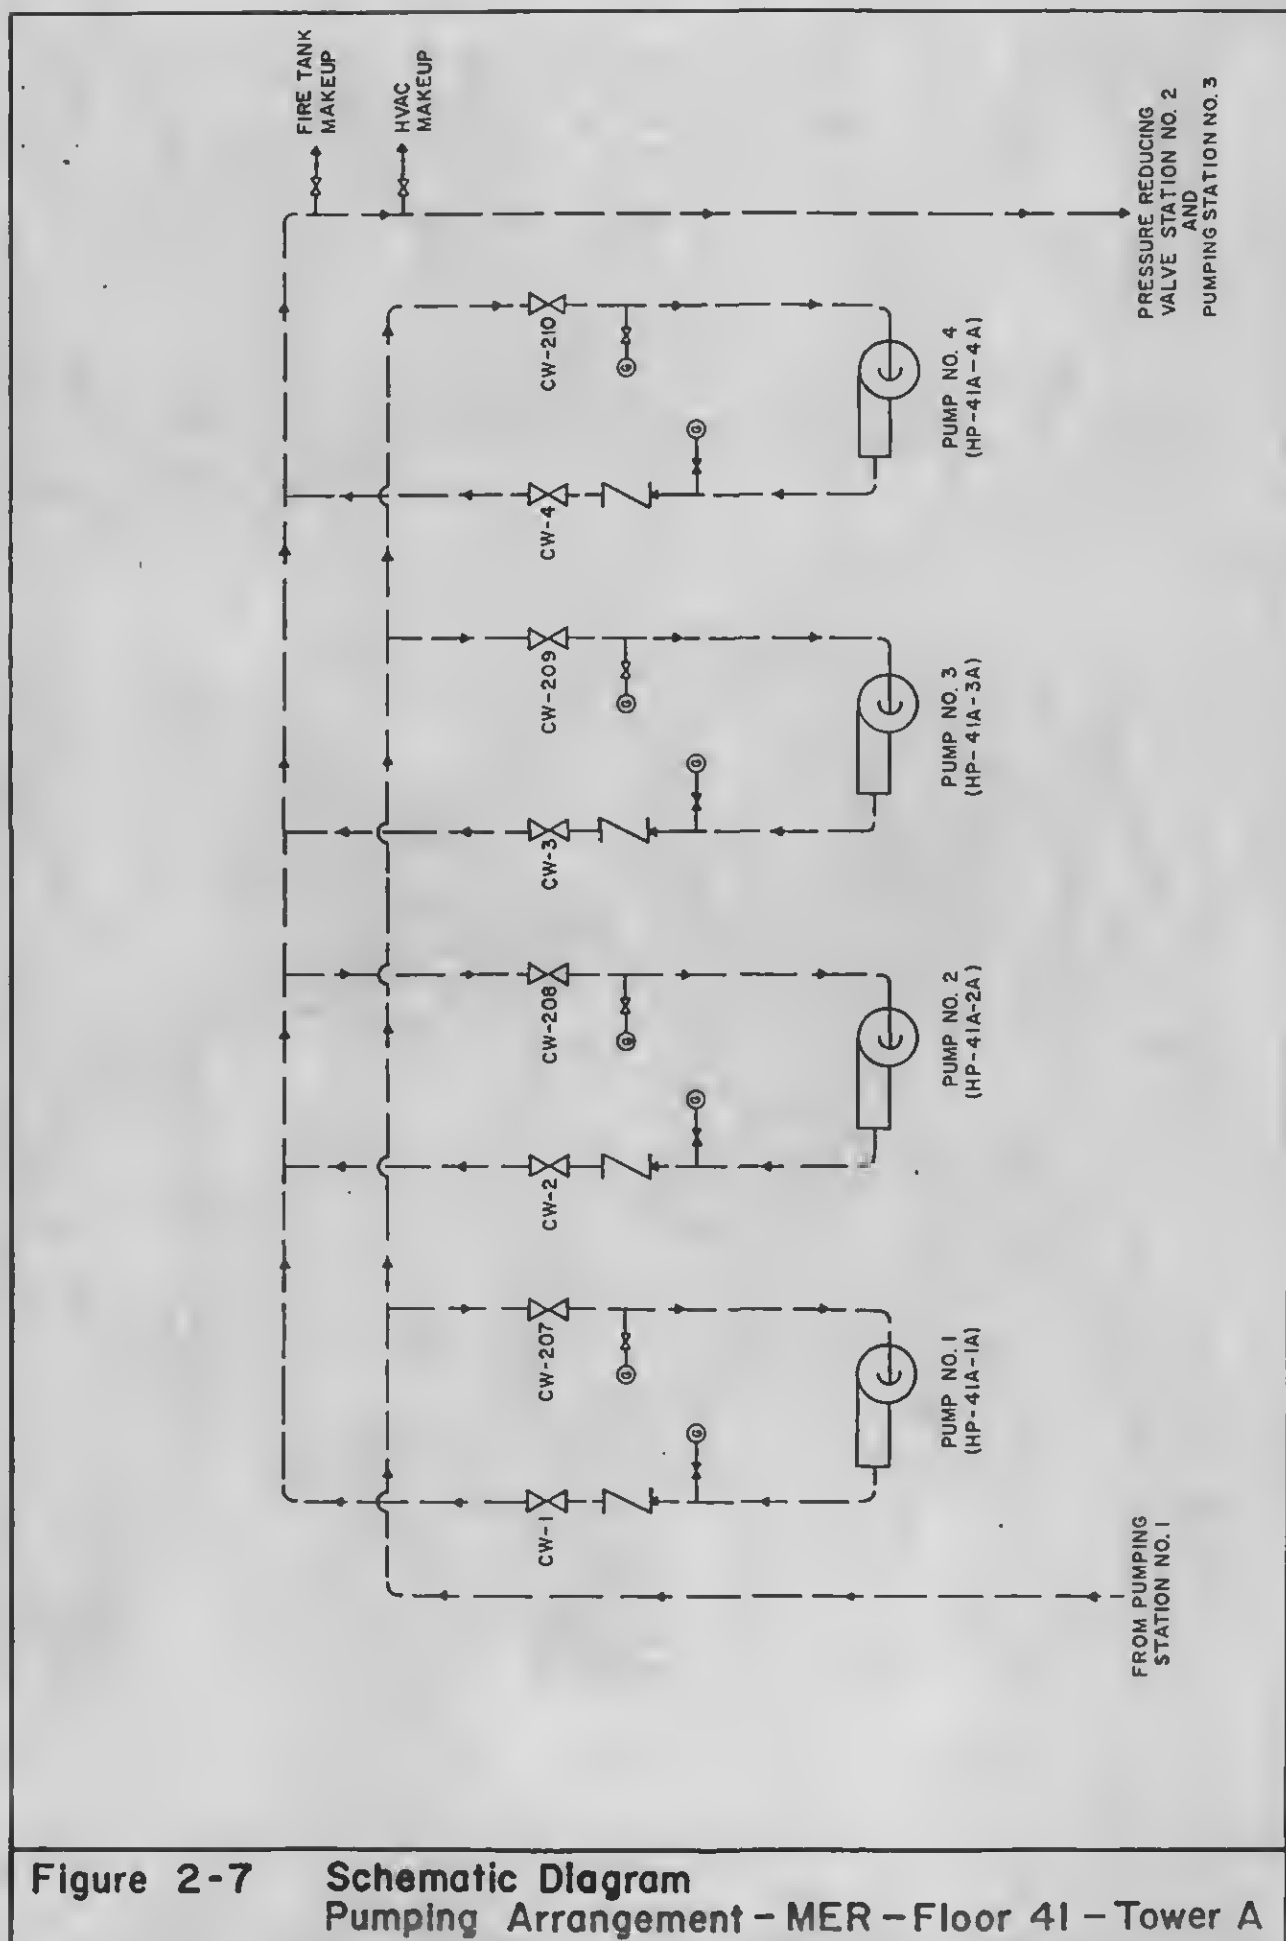 FIRE TANK
MAKEUP
HVAC
MAKEUP
PRESSURE REDUCING
VALVE STATION NO. 2
AND
PUMPING STATION NO. 3
CW-210
G
G
CW-4
PUMP NO. 4
(HP-41A-4A)
CW-209
G
G
CW-3
PUMP NO. 3
(HP-41A-3A)
CW-208
G
G
CW-2
PUMP NO. 2
(HP-41A-2A)
CW-207
G
G
CW-1
PUMP NO. 1
(HP-41A-1A)
FROM PUMPING
STATION NO. 1
Figure 2-7 Schematic Diagram
Pumping Arrangement - MER - Floor 41 - Tower A